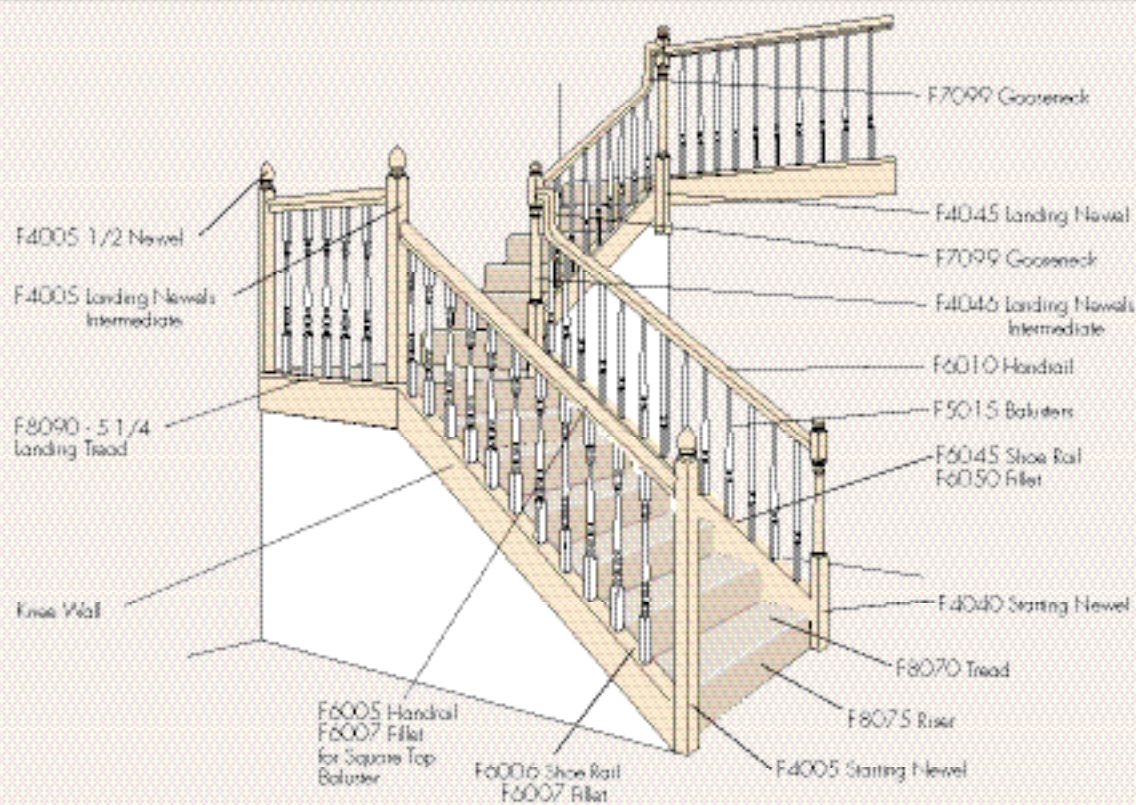 F7099 Gooseneck
F4005 1/2 Newel
F4045 Landing Newel
F7099 Gooseneck
F4005 Landing Newels
Intermediate
F4046 Landing Newels
Intermediate
F6010 Handrail
F5015 Balusters
F8090 - 5 1/4
Landing Tread
F6045 Shoe Rail
F6050 Fillet
Knee Wall
F4040 Starting Newel
F8070 Tread
F6005 Handrail
F6007 Fillet
for Square Top
Baluster
F8075 Riser
F6006 Shoe Rail
F6007 Fillet
F4005 Starting Newel